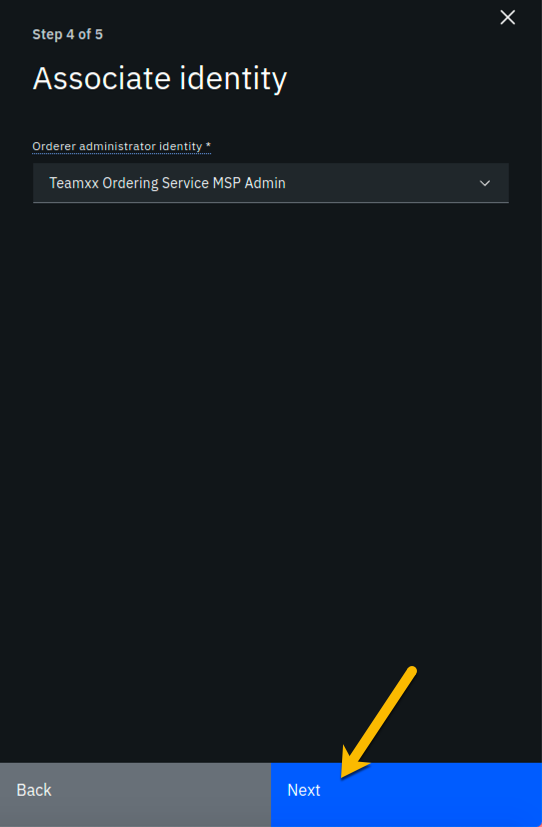 Step 4 of 5
Associate identity
Orderer administrator identity *
Teamxx Ordering Service MSP Admin
Back
Next